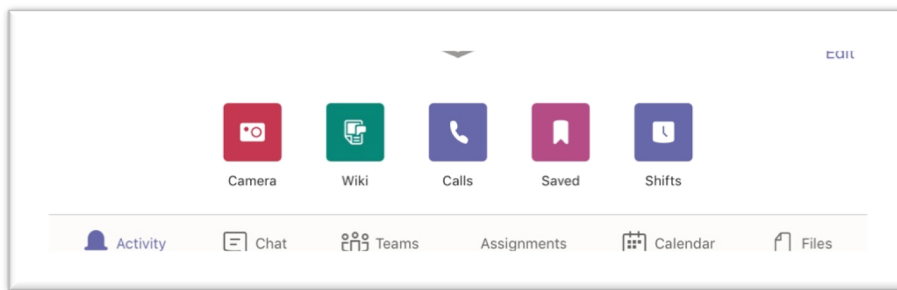 Edit
Camera Wiki Calls Saved Shifts
Activity Chat Teams Assignments Calendar Files